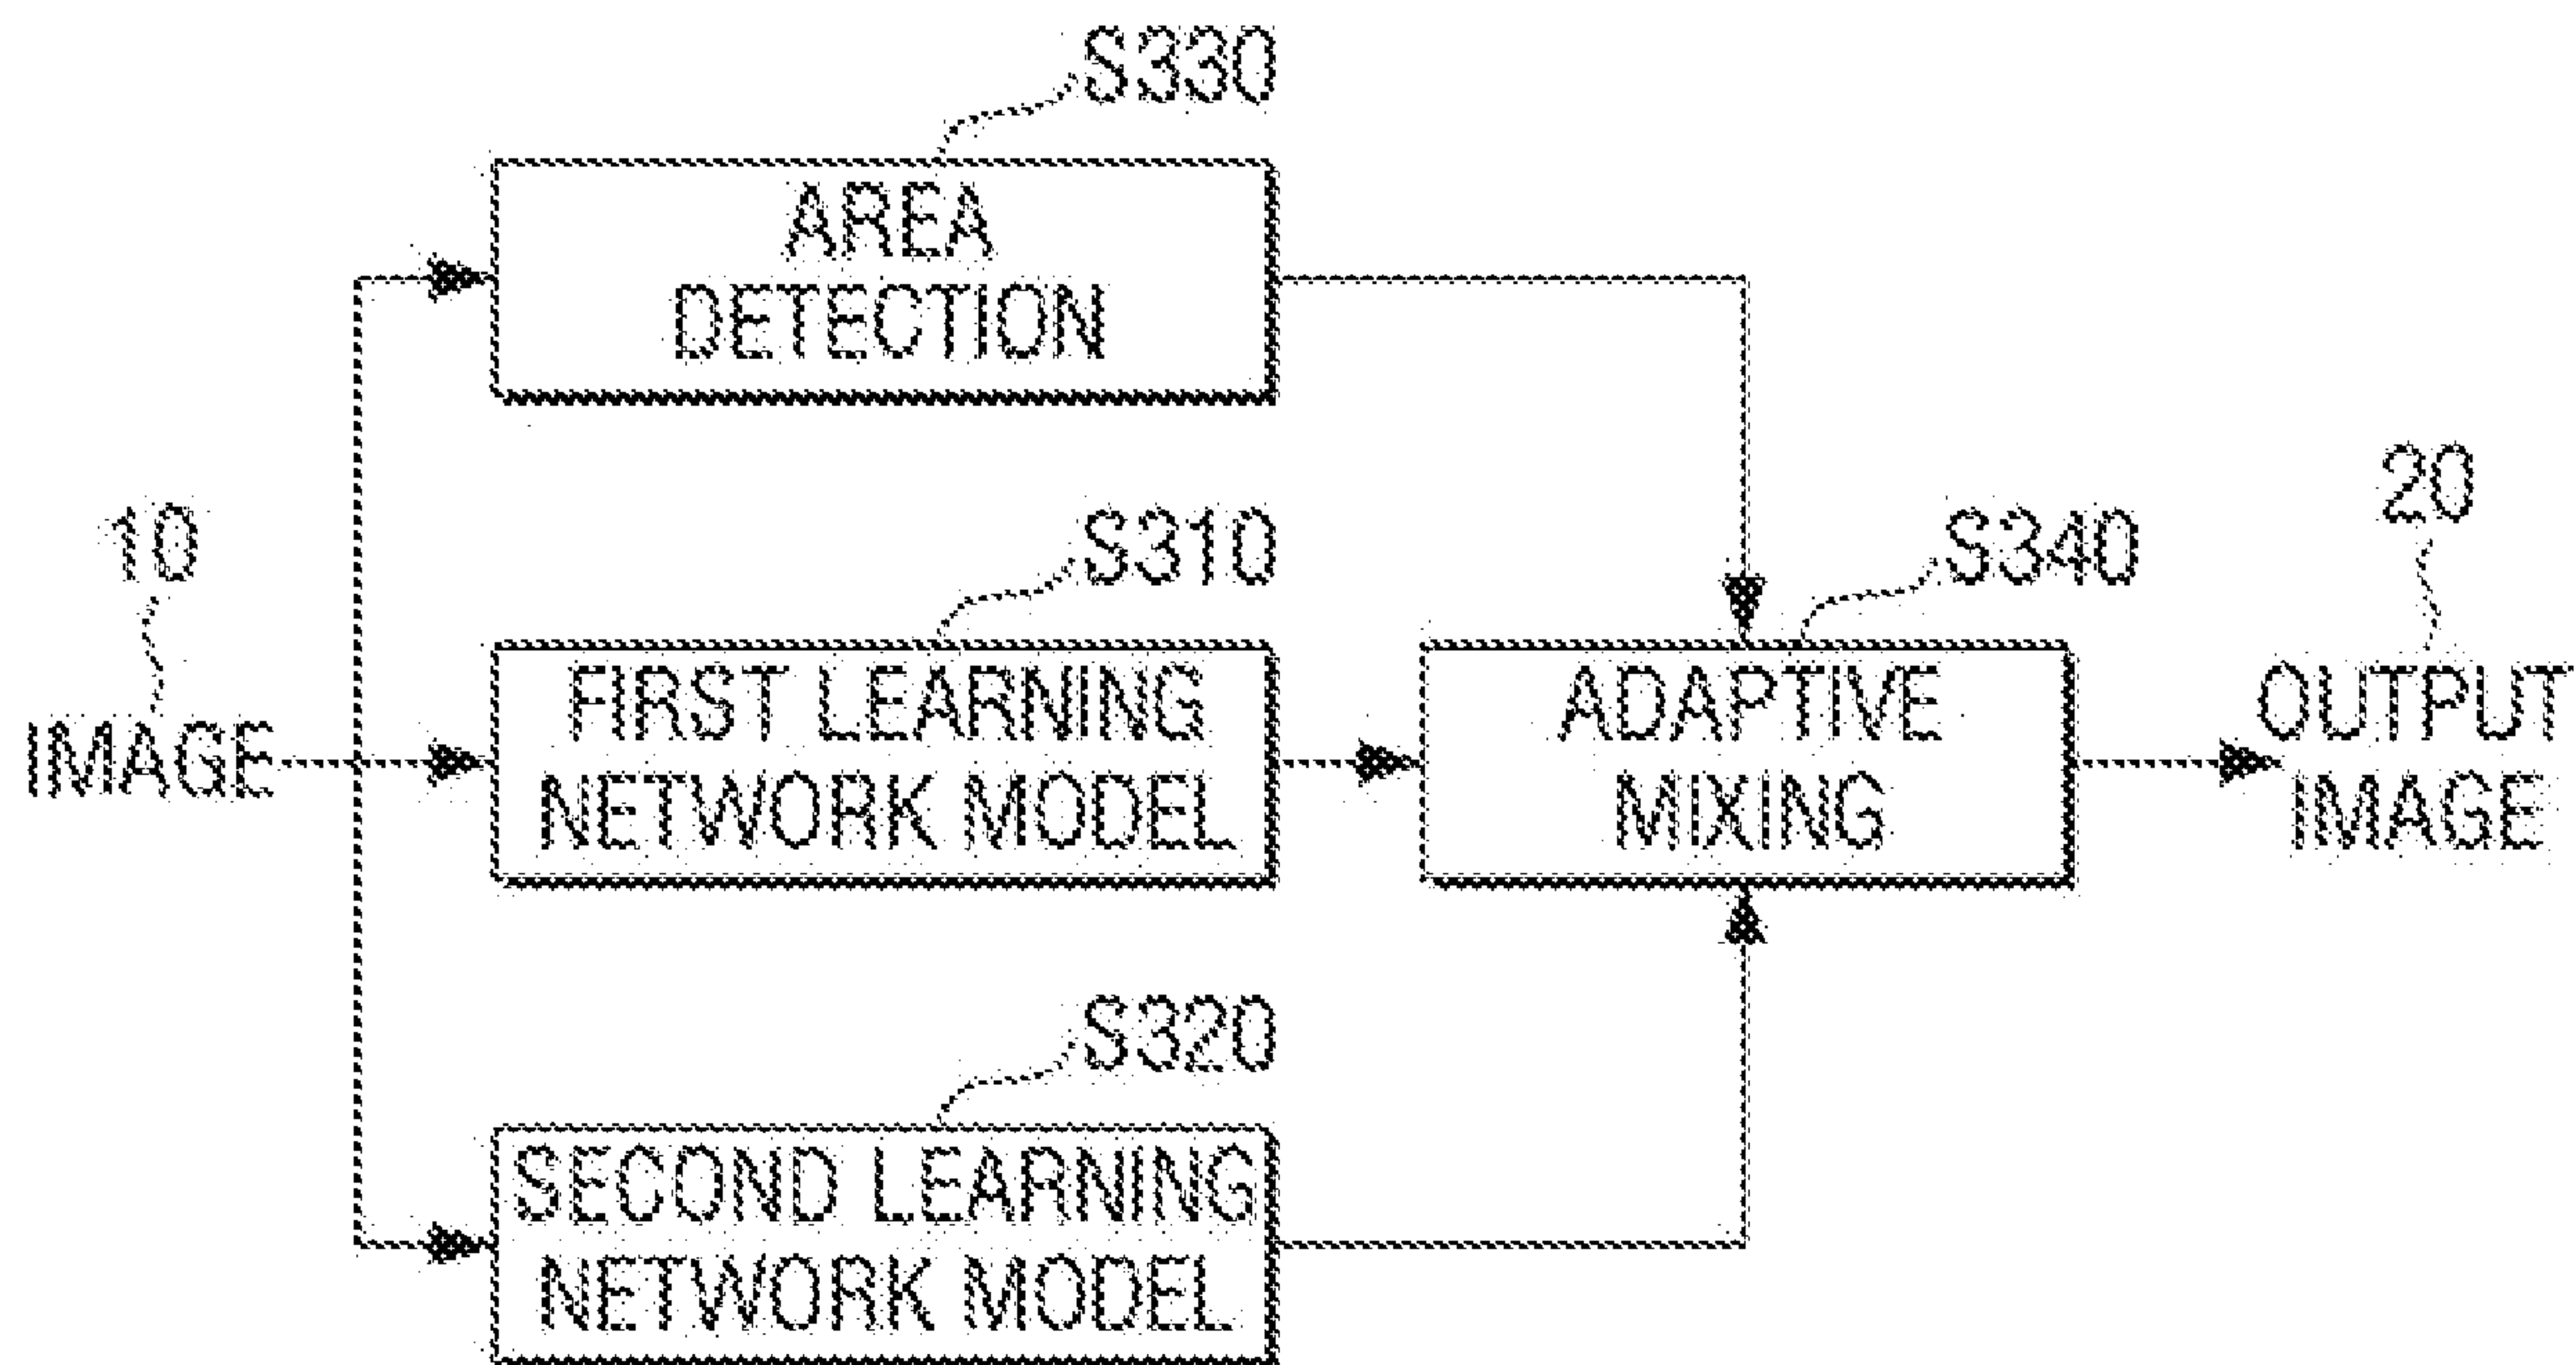 S330
AREA
DETECTION
10
IMAGE
S310
FIRST LEARNING
NETWORK MODEL
S340
ADAPTIVE
MIXING
20
OUTPUT
IMAGE
S320
SECOND LEARNING
NETWORK MODEL